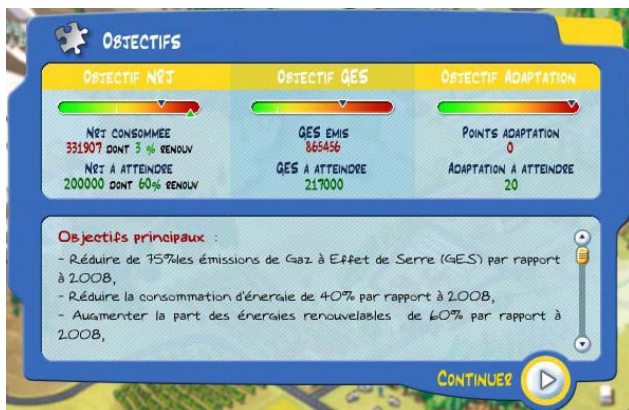 OBJECTIFS
OBJECTIF NRJ OBJECTIF GES OBJECTIF ADAPTATION
NRJ CONSOMMÉE GES EMIS POINTS ADAPTATION
331907 DONT 3 % RENOUV 865456 0
NRJ A ATTEINDRE GES A ATTEINDRE ADAPTATION A ATTEINDRE
200000 DONT 60% RENOUV 217000 20
Objectifs principaux :
- Réduire de 75%les émissions de Gaz à Effet de Serre (GES) par rapport
à 2008,
- Réduire la consommation d'énergie de 40% par rapport à 2008,
- Augmenter la part des énergies renouvelables de 60% par rapport à
2008,
CONTINUER